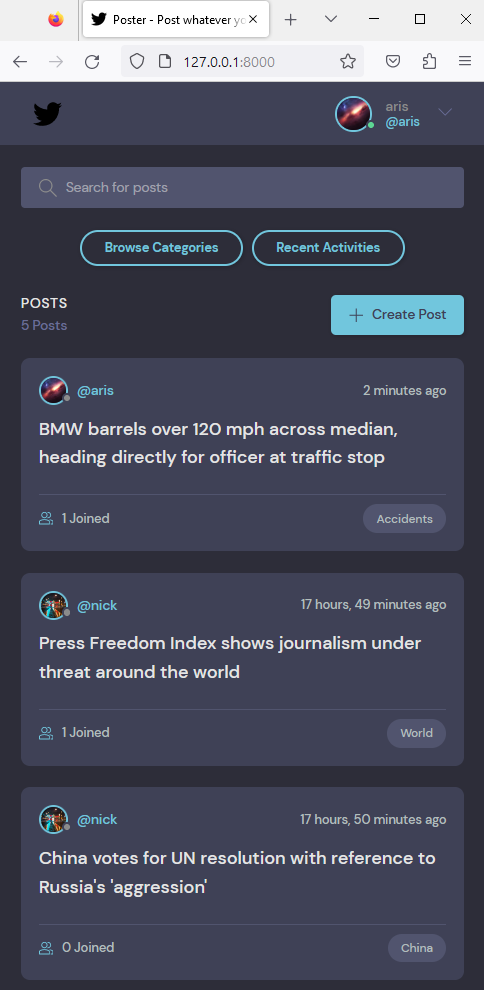 Poster - Post whatever yo
127.0.0.1:8000
aris
@aris
Search for posts
Browse Categories
Recent Activities
POSTS
5 Posts
Create Post
@aris
2 minutes ago
BMW barrels over 120 mph across median,
heading directly for officer at traffic stop
1 Joined
Accidents
@nick
17 hours, 49 minutes ago
Press Freedom Index shows journalism under
threat around the world
1 Joined
World
@nick
17 hours, 50 minutes ago
China votes for UN resolution with reference to
Russia's 'aggression'
0 Joined
China